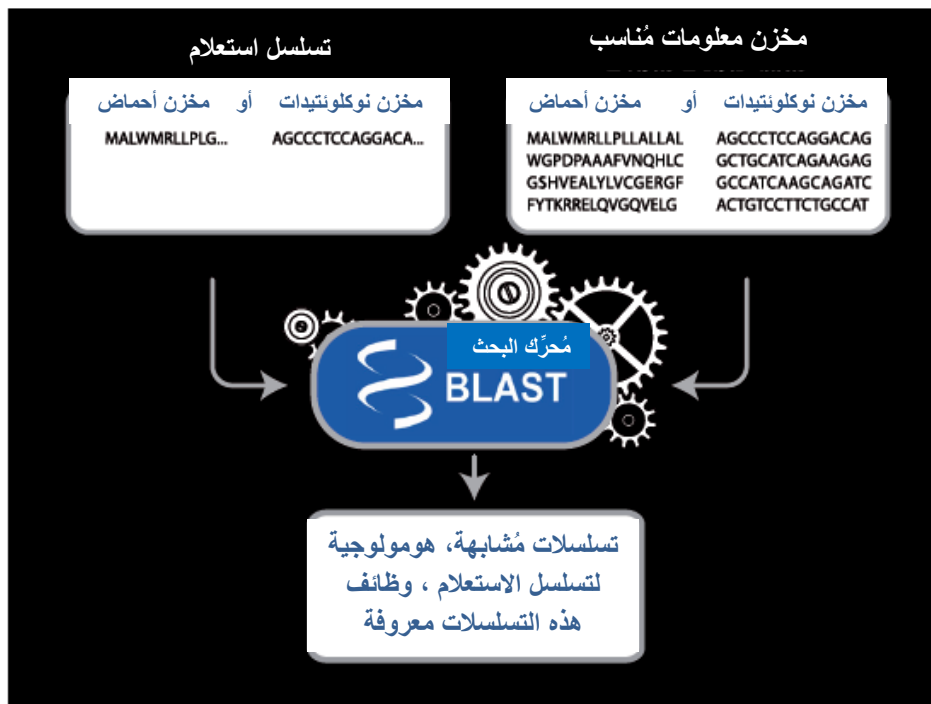 مخزن معلومات مُناسب
تسلسل استعلام
مخزن نوكلوئتيدات أو مخزن أحماض
MALWMRLLPLLALLAL AGCCCTCCAGGACAG
WGPDPAAAFVNQHLC GCTGCATCAGAAGAG
GSHVEALYLVCGERGF GCCATCAAGCAGATC
FYTKRRELQVGQVELG ACTGTCCTTCTGCCAT
مخزن نوكلوئتيدات أو مخزن أحماض
MALWMRLLPLG... AGCCCTCCAGGACA...
مُحرِّك البحث
BLAST
تسلسلات مُشابهة، هومولوجية
لتسلسل الاستعلام ، وظائف
هذه التسلسلات معروفة